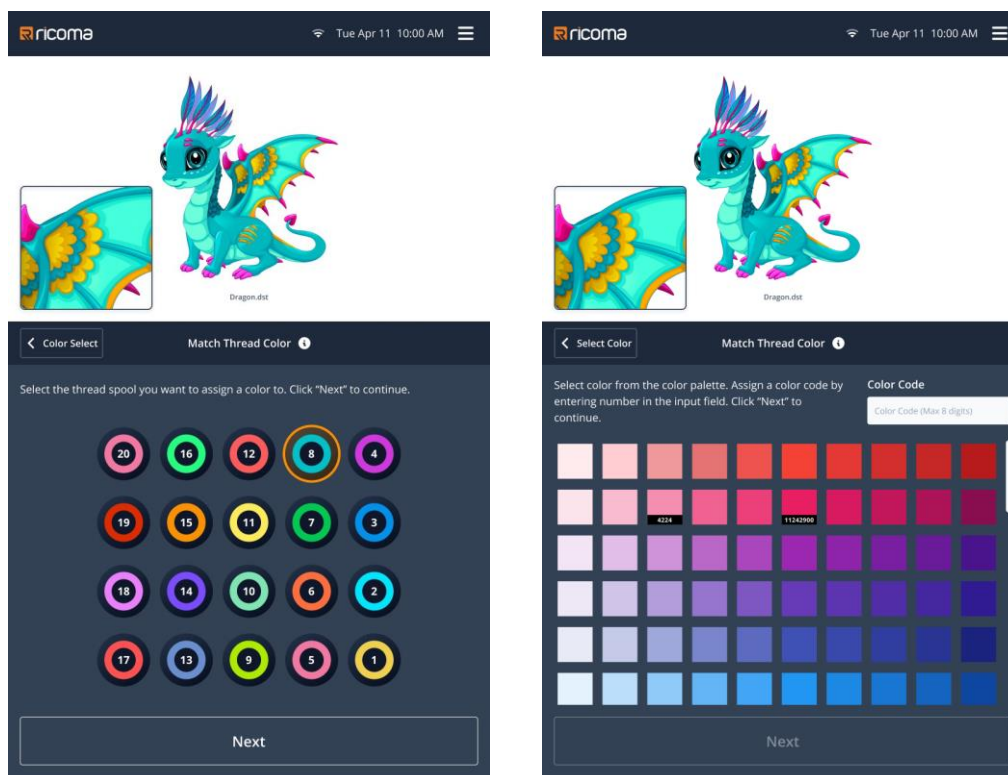 ricoma
Tue Apr 11 10:00 AM
Dragon.dst
Color Select
Match Thread Color
Select the thread spool you want to assign a color to. Click “Next” to continue.
20 16 12 8 4
19 15 11 7 3
18 14 10 6 2
17 13 9 5 1
Next
ricoma
Tue Apr 11 10:00 AM
Dragon.dst
Select Color
Match Thread Color
Select color from the color palette. Assign a color code by
entering number in the input field. Click “Next” to
continue.
Color Code
Color Code (Max 8 digits)
4224
11242900
Next